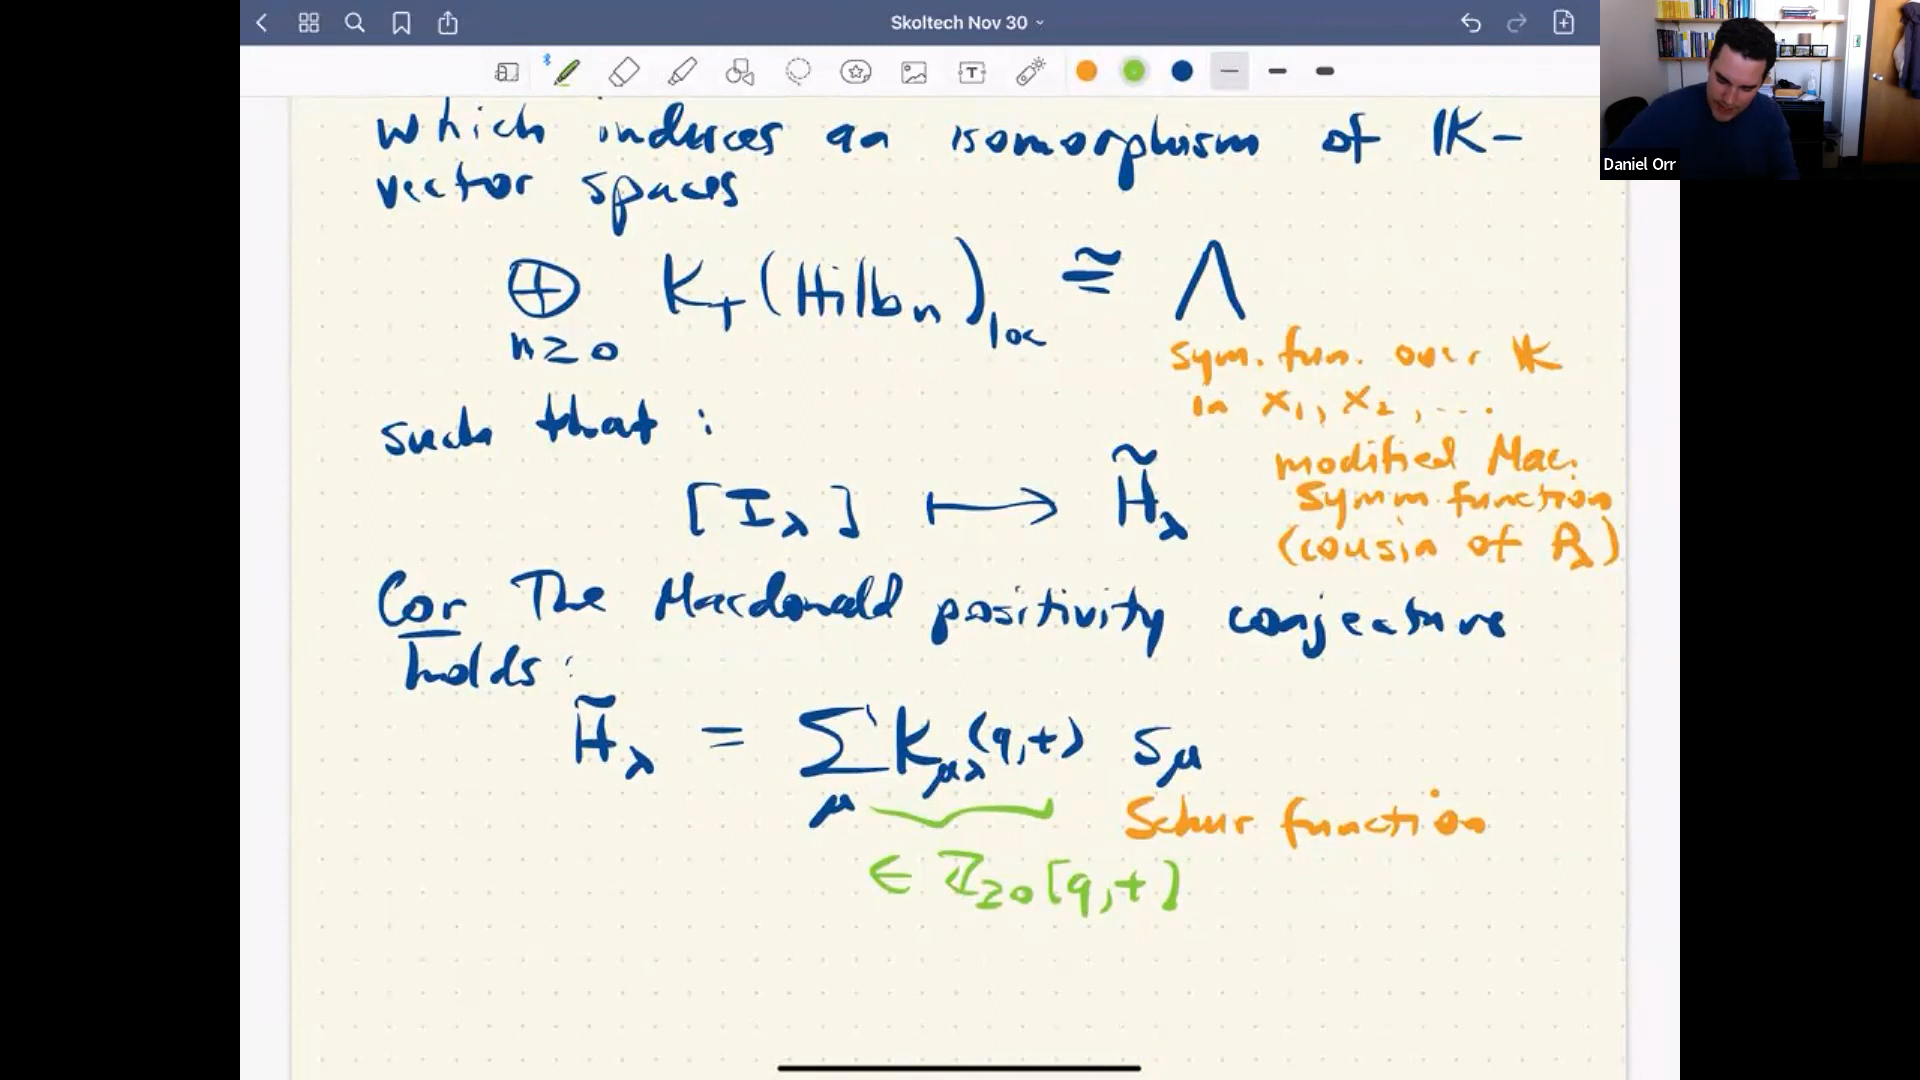 Skoltech Nov 30
Daniel Orr
which induces an isomorphism of K-
vector spaces
⊕ K_T(Hilb_n)_loc ≅ Λ
n≥0
sym. fun. over K
in x_1, x_2, ...
such that:
modified Mac.
Symm function
(cousin of P_λ)
[I_λ] ⟼ H̃_λ
Cor The Macdonald positivity conjecture
holds:
H̃_λ = Σ_μ K_μλ(q,t) s_μ
Schur function
∈ ℤ_≥0[q,t]